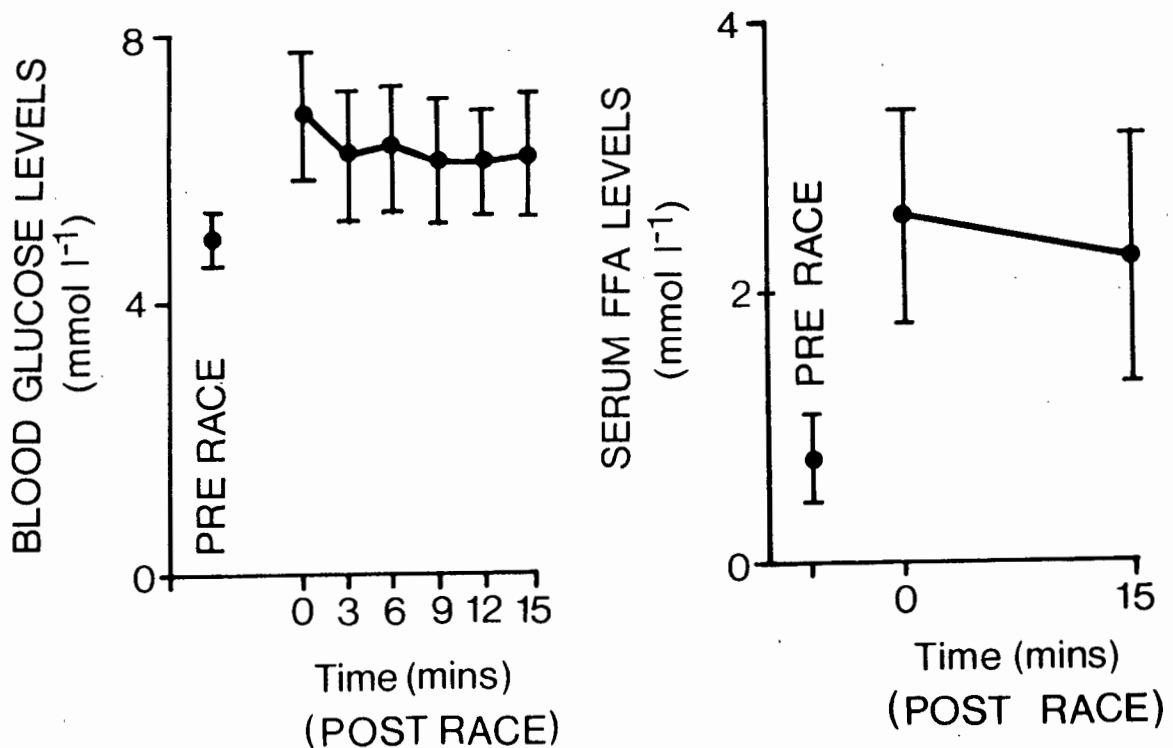 BLOOD GLUCOSE LEVELS
(mmol l⁻¹)
8
4
0
PRE RACE
0 3 6 9 12 15
Time (mins)
(POST RACE)
SERUM FFA LEVELS
(mmol l⁻¹)
4
2
0
PRE RACE
0 15
Time (mins)
(POST RACE)